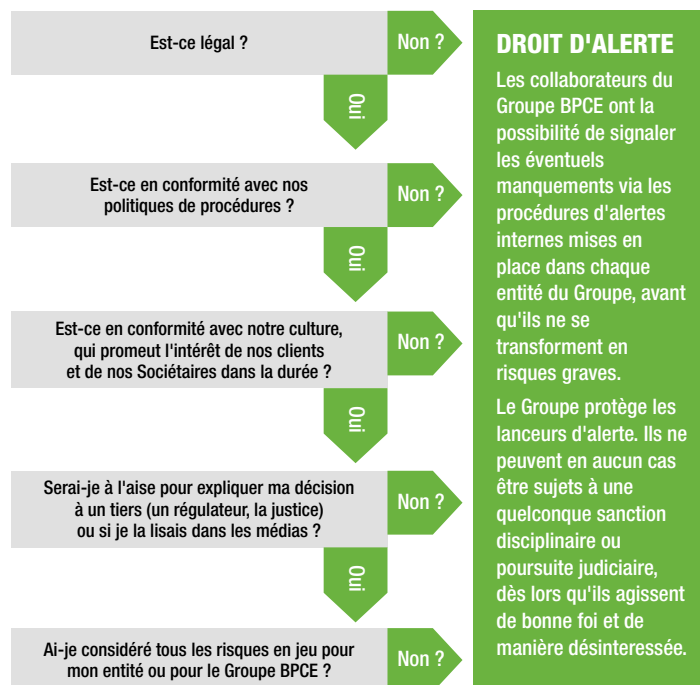 Est-ce légal ?
Non ?
Oui
Est-ce en conformité avec nos
politiques de procédures ?
Non ?
Oui
Est-ce en conformité avec notre culture,
qui promeut l'intérêt de nos clients
et de nos Sociétaires dans la durée ?
Non ?
Oui
Serai-je à l'aise pour expliquer ma décision
à un tiers (un régulateur, la justice)
ou si je la lisais dans les médias ?
Non ?
Oui
Ai-je considéré tous les risques en jeu pour
mon entité ou pour le Groupe BPCE ?
Non ?
DROIT D'ALERTE
Les collaborateurs du
Groupe BPCE ont la
possibilité de signaler
les éventuels
manquements via les
procédures d'alertes
internes mises en
place dans chaque
entité du Groupe, avant
qu'ils ne se
transforment en
risques graves.
Le Groupe protège les
lanceurs d'alerte. Ils ne
peuvent en aucun cas
être sujets à une
quelconque sanction
disciplinaire ou
poursuite judiciaire,
dès lors qu'ils agissent
de bonne foi et de
manière désinteressée.